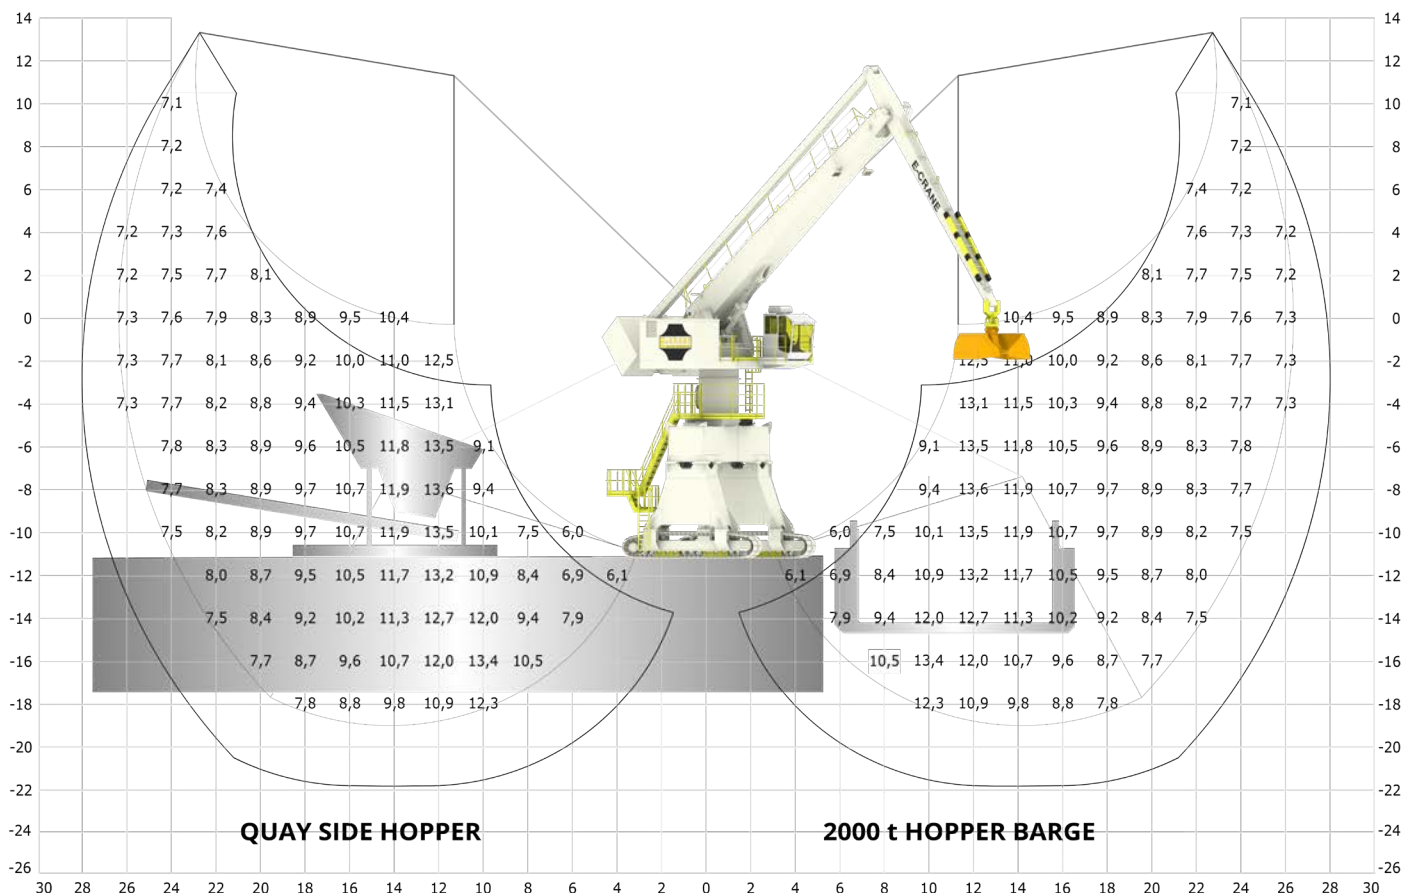 14 14
12 12
10 7,1 7,1 10
8 7,2 7,2 8
6 7,2 7,4 E-CRANE 7,4 7,2 6
4 7,2 7,3 7,6 7,6 7,3 7,2 4
2 7,2 7,5 7,7 8,1 8,1 7,7 7,5 7,2 2
0 7,3 7,6 7,9 8,3 8,9 9,5 10,4 10,4 9,5 8,9 8,3 7,9 7,6 7,3 0
-2 7,3 7,7 8,1 8,6 9,2 10,0 11,0 12,5 12,5 11,0 10,0 9,2 8,6 8,1 7,7 7,3 -2
-4 7,3 7,7 8,2 8,8 9,4 10,3 11,5 13,1 13,1 11,5 10,3 9,4 8,8 8,2 7,7 7,3 -4
-6 7,8 8,3 8,9 9,6 10,5 11,8 13,5 9,1 9,1 13,5 11,8 10,5 9,6 8,9 8,3 7,8 -6
-8 7,7 8,3 8,9 9,7 10,7 11,9 13,6 9,4 9,4 13,6 11,9 10,7 9,7 8,9 8,3 7,7 -8
-10 7,5 8,2 8,9 9,7 10,7 11,9 13,5 10,1 7,5 6,0 6,0 7,5 10,1 13,5 11,9 10,7 9,7 8,9 8,2 7,5 -10
-12 8,0 8,7 9,5 10,5 11,7 13,2 10,9 8,4 6,9 6,1 6,1 6,9 8,4 10,9 13,2 11,7 10,5 9,5 8,7 8,0 -12
-14 7,5 8,4 9,2 10,2 11,3 12,7 12,0 9,4 7,9 7,9 9,4 12,0 12,7 11,3 10,2 9,2 8,4 7,5 -14
-16 7,7 8,7 9,6 10,7 12,0 13,4 10,5 10,5 13,4 12,0 10,7 9,6 8,7 7,7 -16
-18 7,8 8,8 9,8 10,9 12,3 12,3 10,9 9,8 8,8 7,8 -18
-20 -20
-22 -22
-24 QUAY SIDE HOPPER 2000 t HOPPER BARGE -24
-26 -26
30 28 26 24 22 20 18 16 14 12 10 8 6 4 2 0 2 4 6 8 10 12 14 16 18 20 22 24 26 28 30